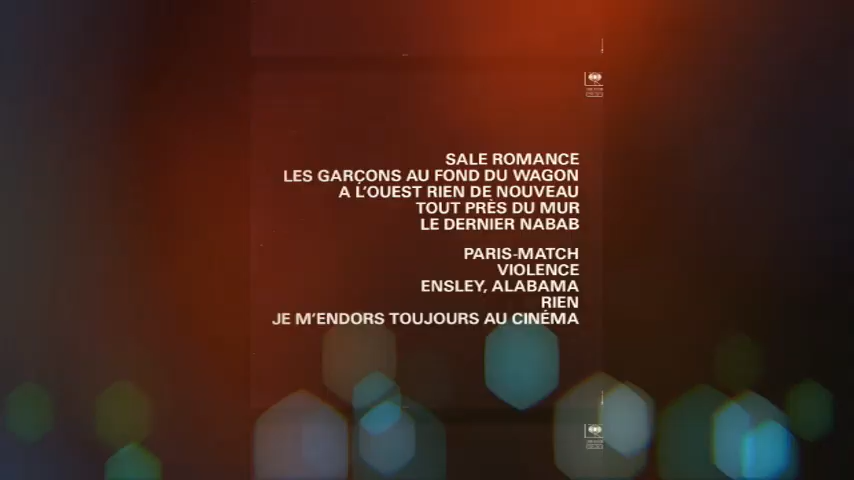 SALE ROMANCE
LES GARÇONS AU FOND DU WAGON
A L'OUEST RIEN DE NOUVEAU
TOUT PRÈS DU MUR
LE DERNIER NABAB
PARIS-MATCH
VIOLENCE
ENSLEY, ALABAMA
RIEN
JE M'ENDORS TOUJOURS AU CINÉMA